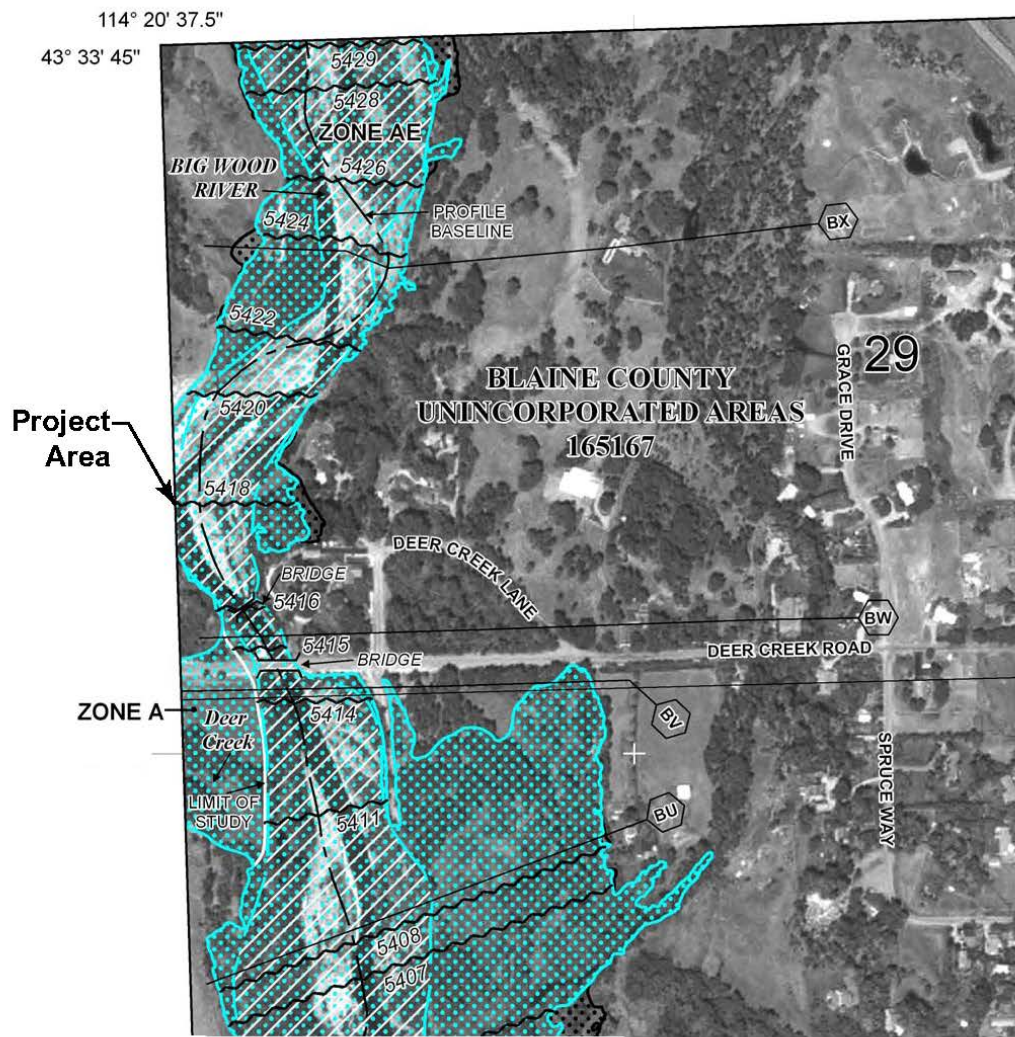 114° 20' 37.5"
43° 33' 45"
5429
5428
ZONE AE
5426
BIG WOOD
RIVER
PROFILE
BASELINE
5424
BX
5422
GRACE DRIVE
29
BLAINE COUNTY
UNINCORPORATED AREAS
165167
5420
Project
Area
5418
DEER CREEK LANE
BRIDGE
5416
BW
5415
BRIDGE
DEER CREEK ROAD
ZONE A
5414
BV
Deer
Creek
SPRUCE WAY
LIMIT OF
STUDY
5411
BU
5408
5407